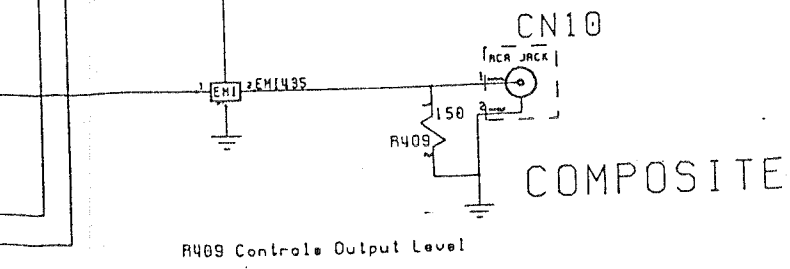 CN10
RCA JACK
1
1 EMI 2 EMI435
2
150
R409
COMPOSITE
R409 Controls Output Level